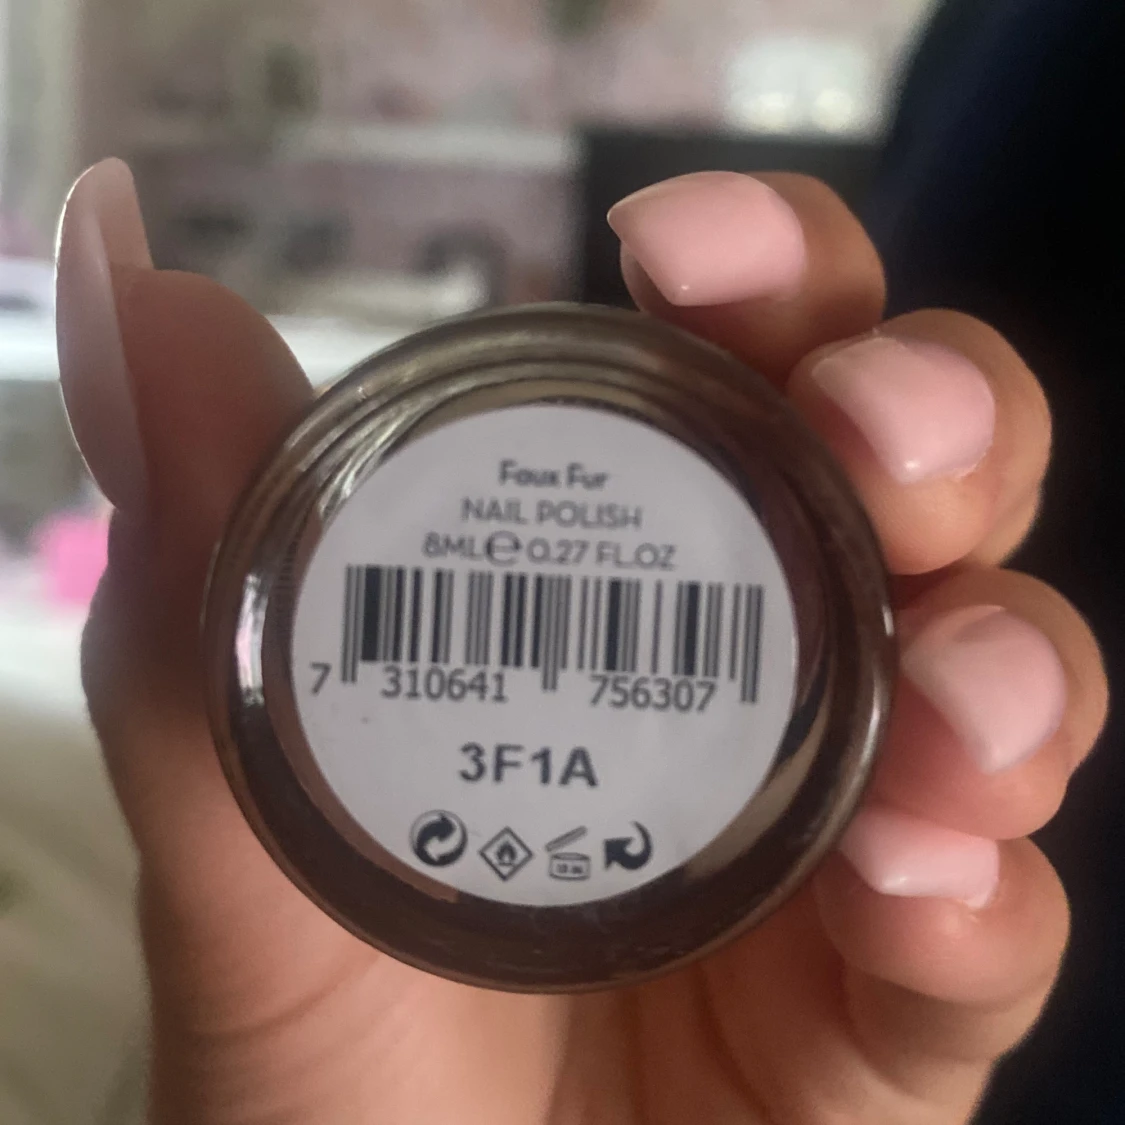 Faux Fur
NAIL POLISH
8ML℮0.27 FL.OZ
7 310641 756307
3F1A